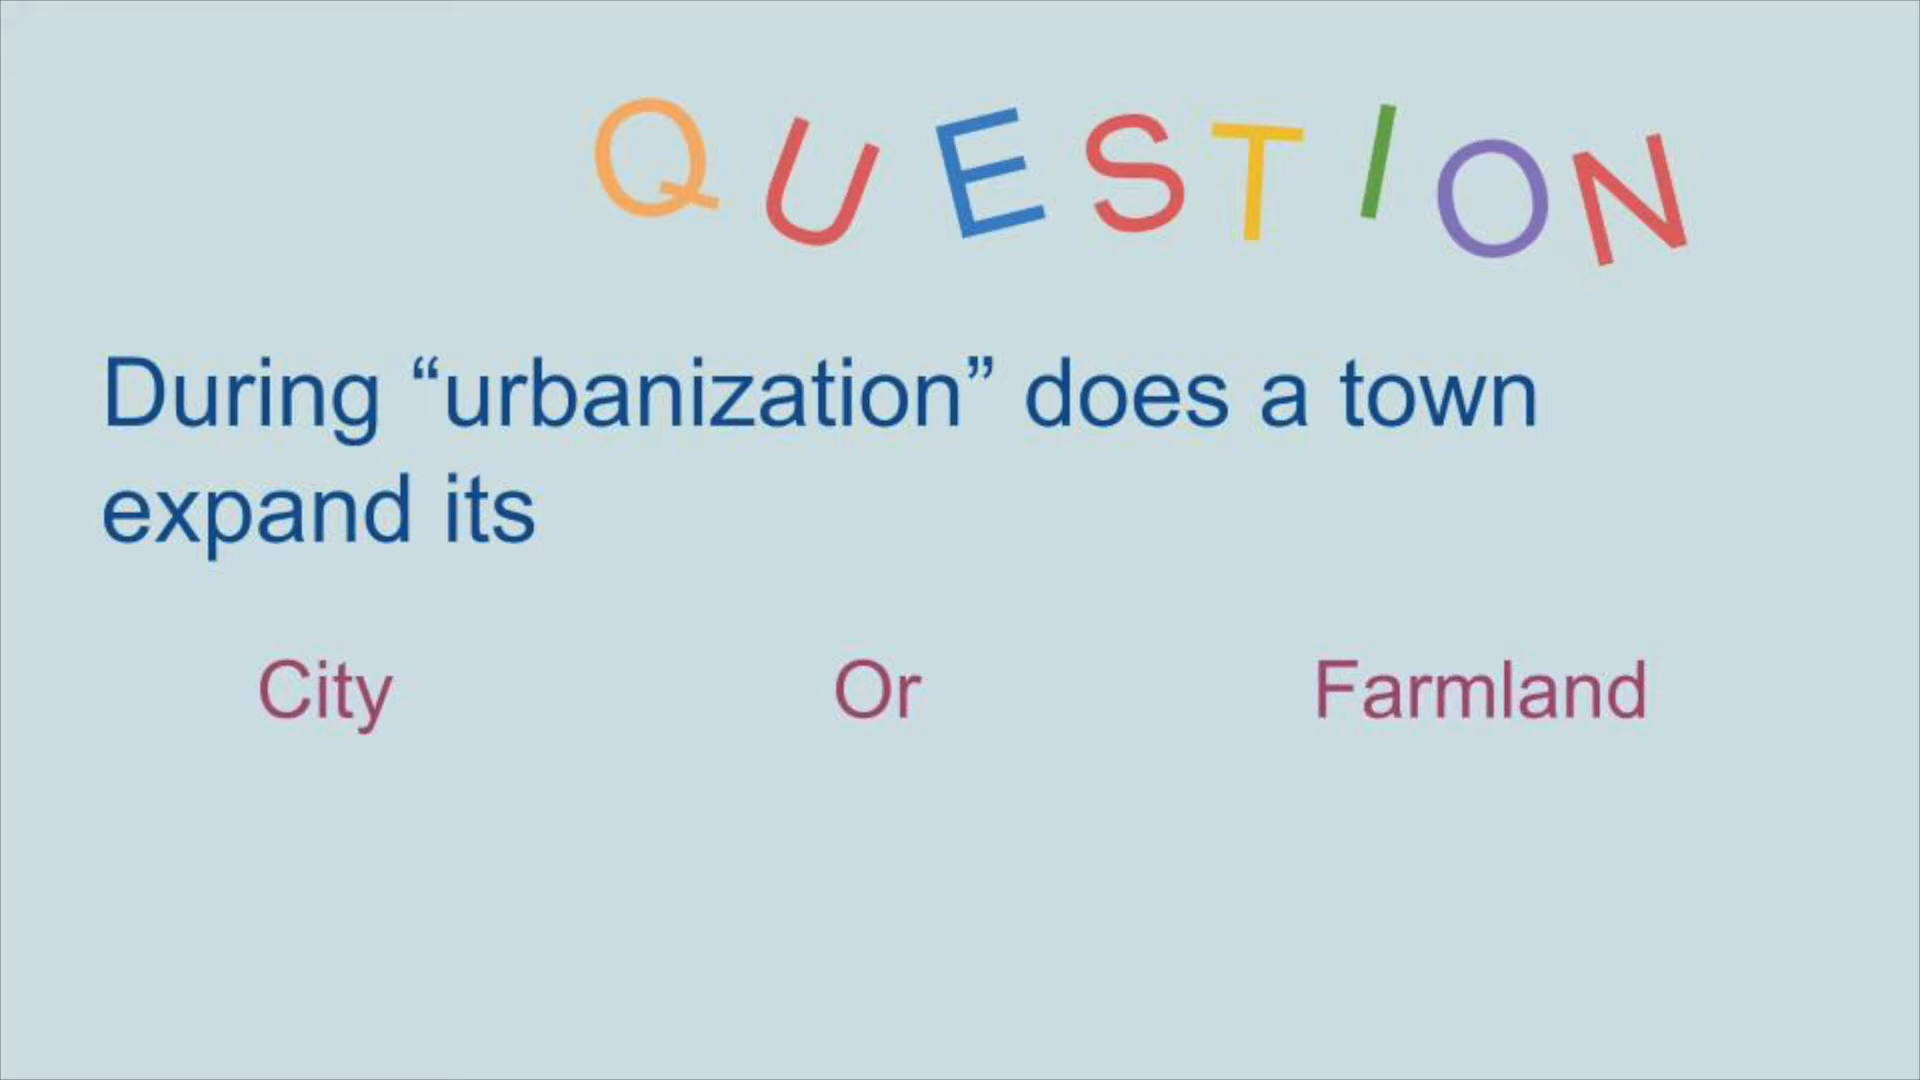 QUESTION
During “urbanization” does a town
expand its
City Or Farmland